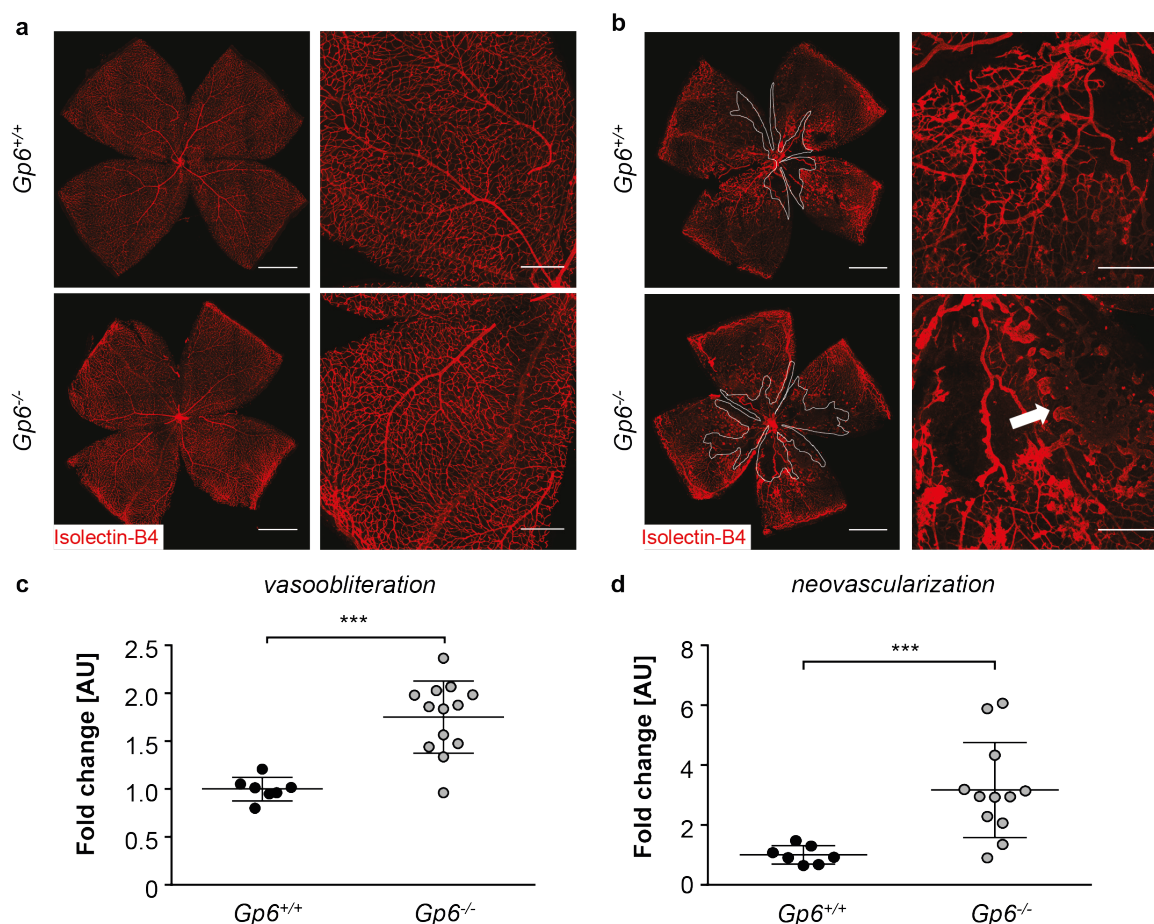 a
b
Gp6+/+
Gp6+/+
Gp6-/-
Gp6-/-
Isolectin-B4
Isolectin-B4
c
vasoobliteration
d
neovascularization
***
***
Fold change [AU]
2.5
2.0
1.5
1.0
0.5
0
Gp6+/+
Gp6-/-
Fold change [AU]
8
6
4
2
0
Gp6+/+
Gp6-/-